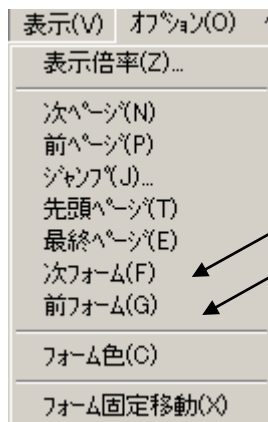 表示(V) ｵﾌﾟｼｮﾝ(O)
表示倍率(Z)...
次ﾍﾟｰｼﾞ(N)
前ﾍﾟｰｼﾞ(P)
ｼﾞｬﾝﾌﾟ(J)...
先頭ﾍﾟｰｼﾞ(T)
最終ﾍﾟｰｼﾞ(E)
次ﾌｫｰﾑ(F)
前ﾌｫｰﾑ(G)
ﾌｫｰﾑ色(C)
ﾌｫｰﾑ固定移動(X)